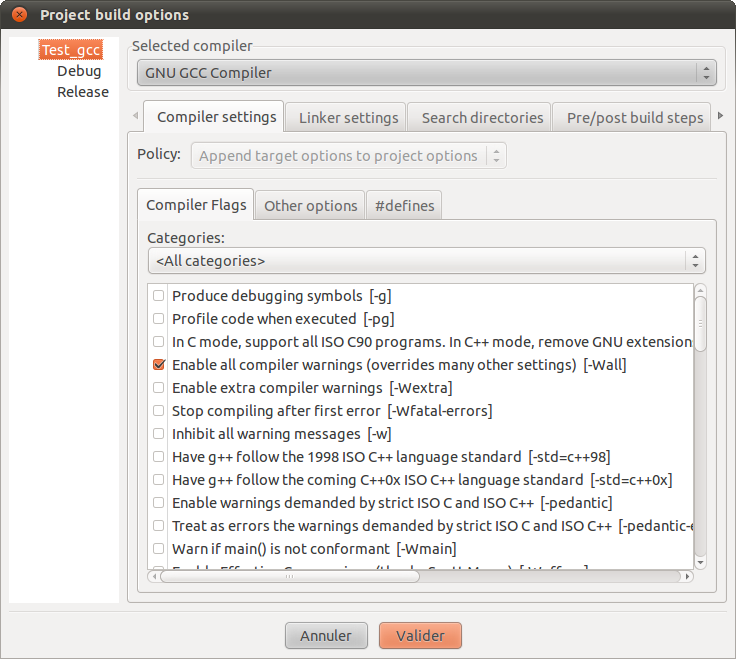 Project build options
Test_gcc
Debug
Release
Selected compiler
GNU GCC Compiler
Compiler settings
Linker settings
Search directories
Pre/post build steps
Policy:
Append target options to project options
Compiler Flags
Other options
#defines
Categories:
<All categories>
Produce debugging symbols [-g]
Profile code when executed [-pg]
In C mode, support all ISO C90 programs. In C++ mode, remove GNU extension
Enable all compiler warnings (overrides many other settings) [-Wall]
Enable extra compiler warnings [-Wextra]
Stop compiling after first error [-Wfatal-errors]
Inhibit all warning messages [-w]
Have g++ follow the 1998 ISO C++ language standard [-std=c++98]
Have g++ follow the coming C++0x ISO C++ language standard [-std=c++0x]
Enable warnings demanded by strict ISO C and ISO C++ [-pedantic]
Treat as errors the warnings demanded by strict ISO C and ISO C++ [-pedantic-e
Warn if main() is not conformant [-Wmain]
Annuler
Valider